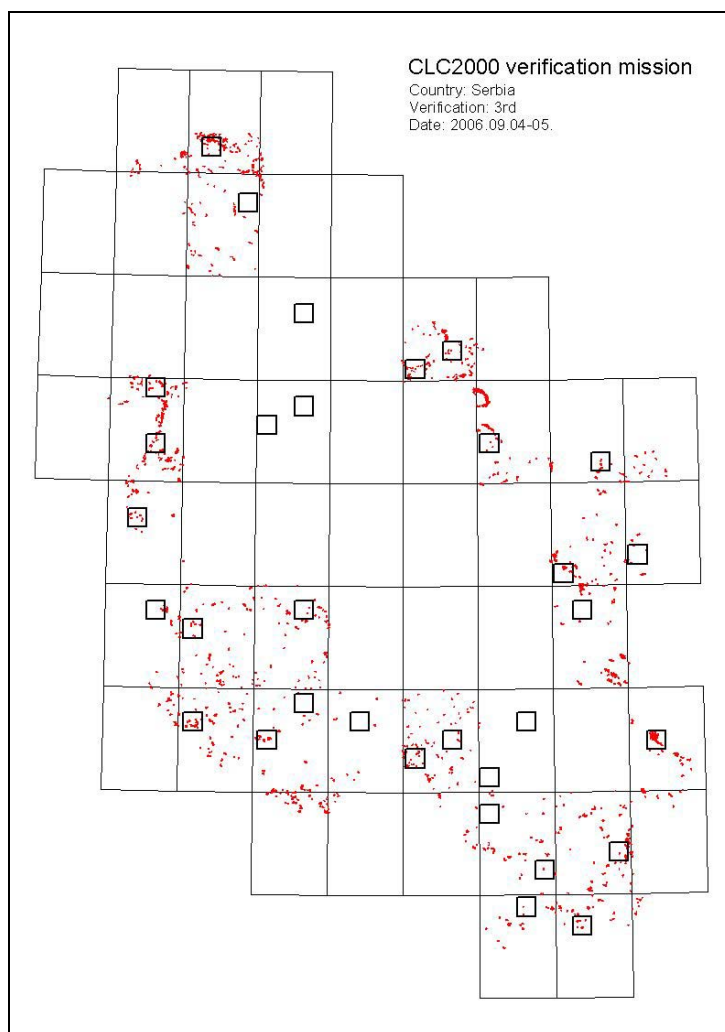 CLC2000 verification mission
Country: Serbia
Verification: 3rd
Date: 2006.09.04-05.